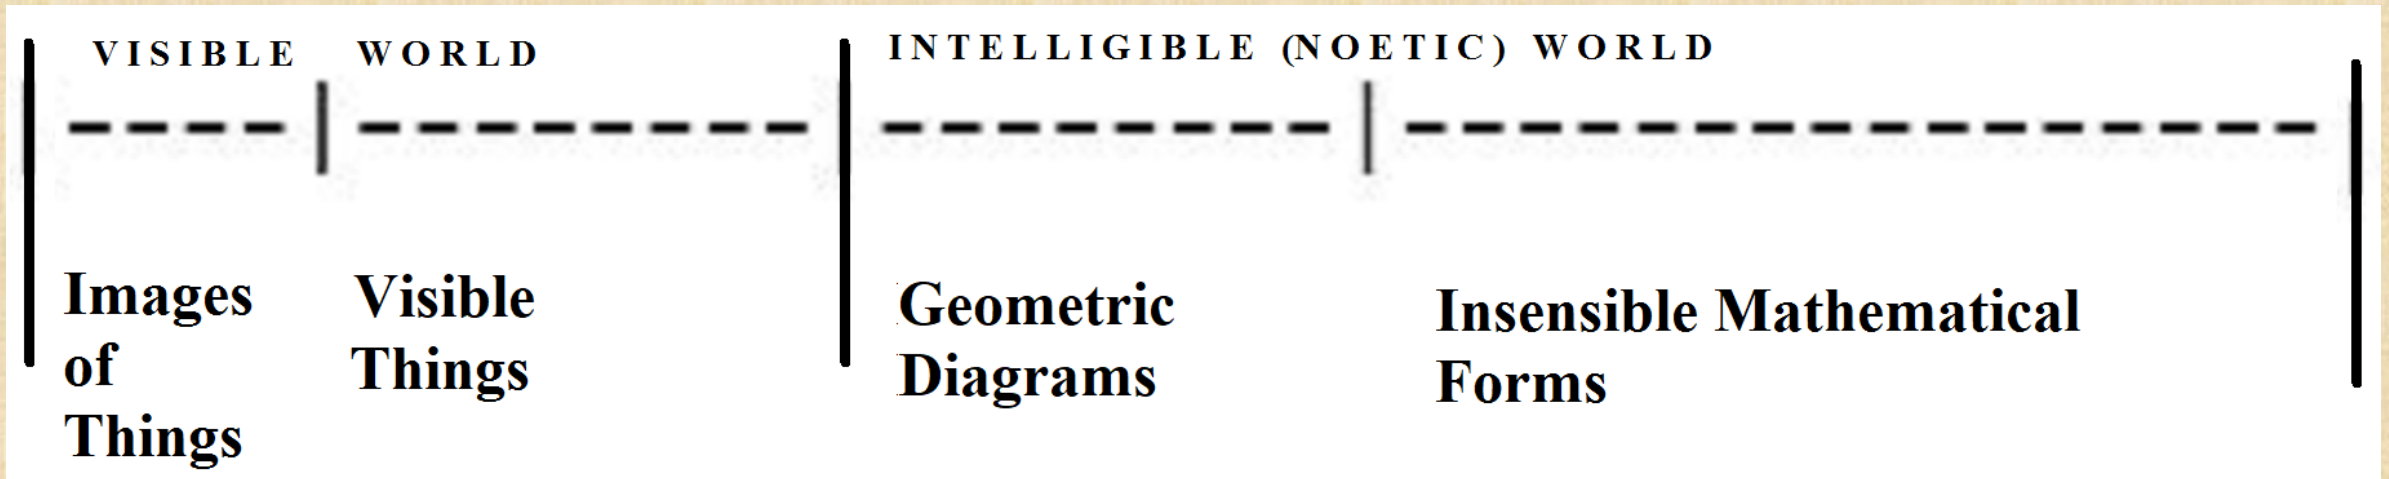 VISIBLE WORLD
INTELLIGIBLE (NOETIC) WORLD
Images
of
Things
Visible
Things
Geometric
Diagrams
Insensible Mathematical
Forms